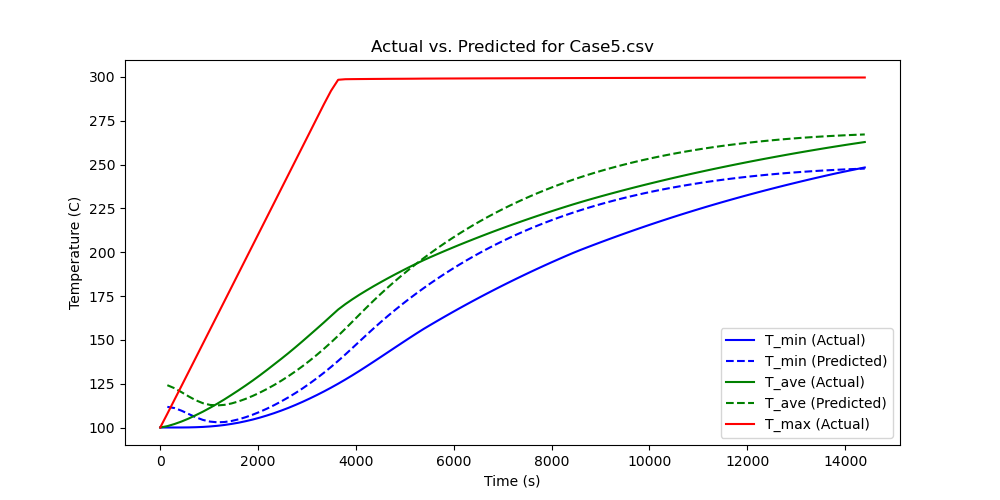 Actual vs. Predicted for Case5.csv
Temperature (C)
300
275
250
225
200
175
150
125
100
T_min (Actual)
T_min (Predicted)
T_ave (Actual)
T_ave (Predicted)
T_max (Actual)
0 2000 4000 6000 8000 10000 12000 14000
Time (s)